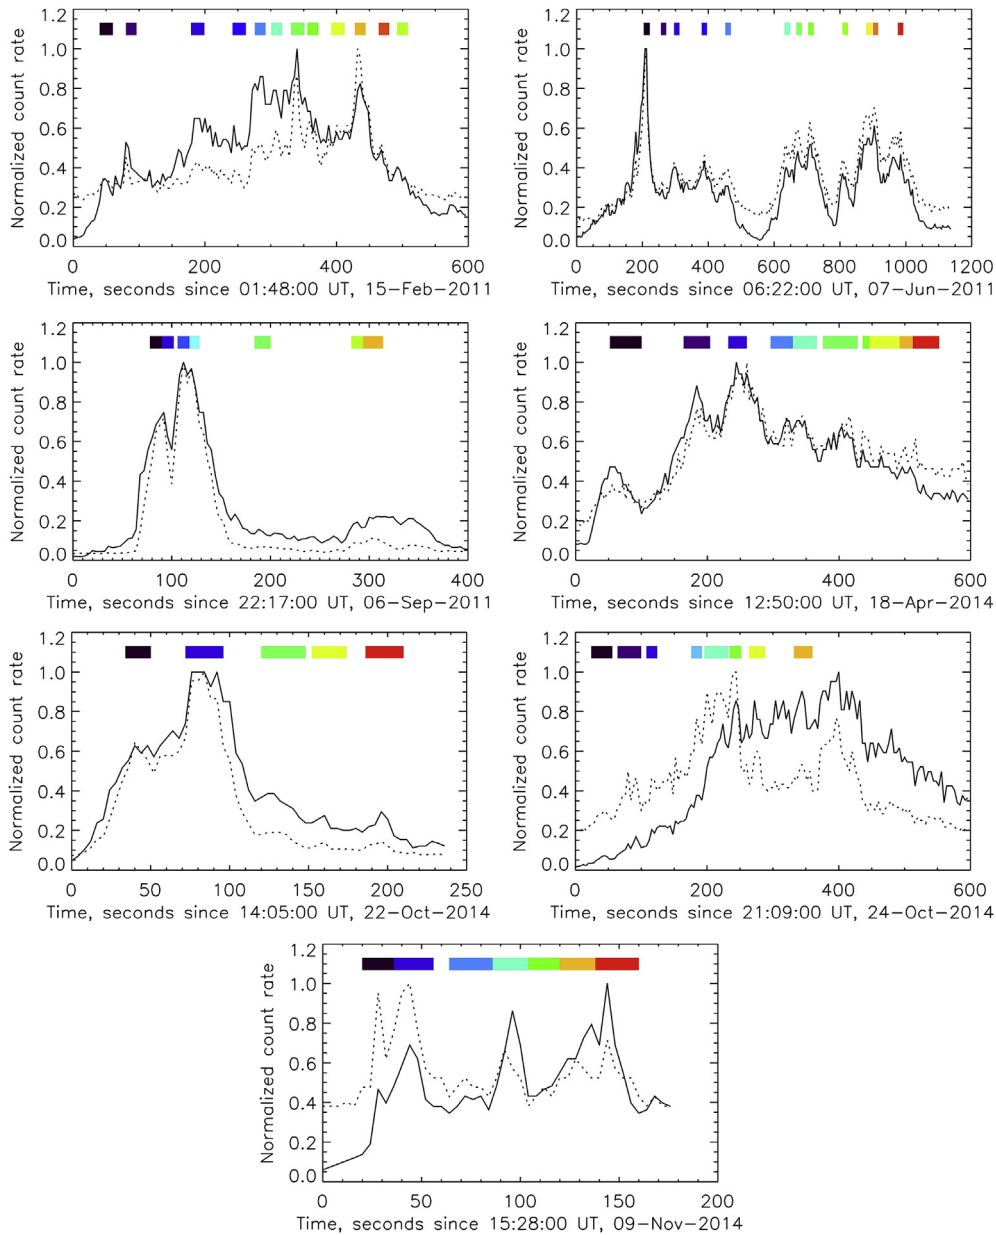 Normalized count rate
1.2
1.0
0.8
0.6
0.4
0.2
0.0
0 200 400 600
Time, seconds since 01:48:00 UT, 15-Feb-2011
Normalized count rate
1.2
1.0
0.8
0.6
0.4
0.2
0.0
0 200 400 600 800 1000 1200
Time, seconds since 06:22:00 UT, 07-Jun-2011
Normalized count rate
1.2
1.0
0.8
0.6
0.4
0.2
0.0
0 100 200 300 400
Time, seconds since 22:17:00 UT, 06-Sep-2011
Normalized count rate
1.2
1.0
0.8
0.6
0.4
0.2
0.0
0 200 400 600
Time, seconds since 12:50:00 UT, 18-Apr-2014
Normalized count rate
1.2
1.0
0.8
0.6
0.4
0.2
0.0
0 50 100 150 200 250
Time, seconds since 14:05:00 UT, 22-Oct-2014
Normalized count rate
1.2
1.0
0.8
0.6
0.4
0.2
0.0
0 200 400 600
Time, seconds since 21:09:00 UT, 24-Oct-2014
Normalized count rate
1.2
1.0
0.8
0.6
0.4
0.2
0.0
0 50 100 150 200
Time, seconds since 15:28:00 UT, 09-Nov-2014